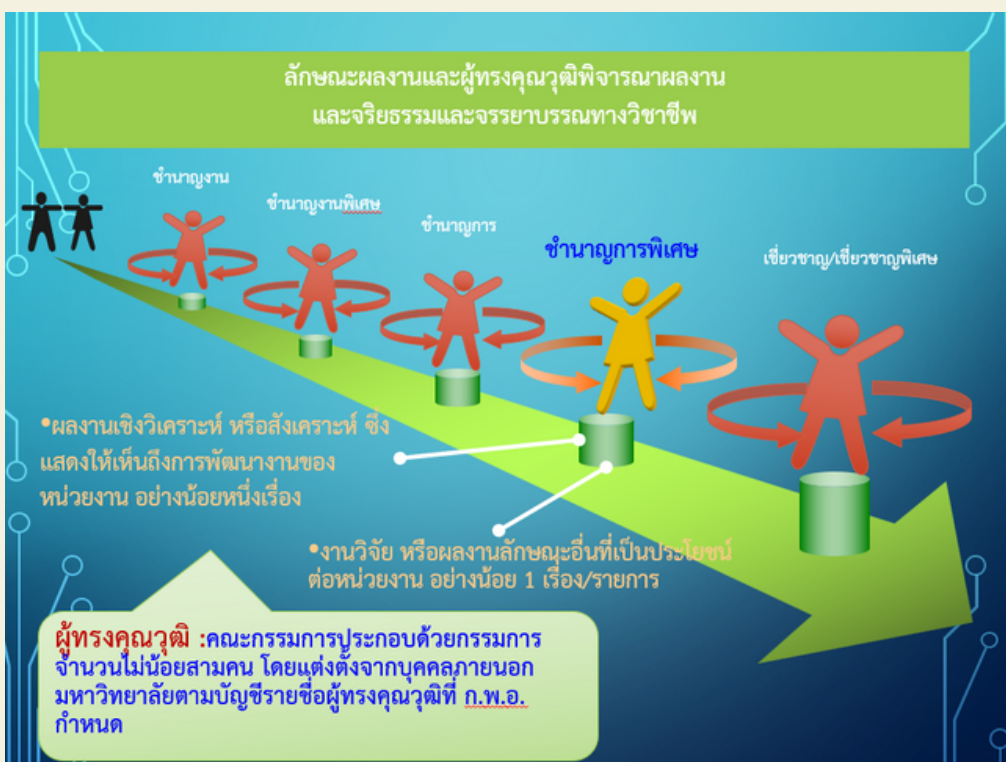 ลักษณะผลงานและผู้ทรงคุณวุฒิพิจารณาผลงาน
และจริยธรรมและจรรยาบรรณทางวิชาชีพ
ชำนาญงาน
ชำนาญงานพิเศษ
ชำนาญการ
ชำนาญการพิเศษ
เชี่ยวชาญ/เชี่ยวชาญพิเศษ
•ผลงานเชิงวิเคราะห์ หรือสังเคราะห์ ซึ่ง
แสดงให้เห็นถึงการพัฒนางานของ
หน่วยงาน อย่างน้อยหนึ่งเรื่อง
•งานวิจัย หรือผลงานลักษณะอื่นที่เป็นประโยชน์
ต่อหน่วยงาน อย่างน้อย 1 เรื่อง/รายการ
ผู้ทรงคุณวุฒิ :คณะกรรมการประกอบด้วยกรรมการ
จำนวนไม่น้อยสามคน โดยแต่งตั้งจากบุคคลภายนอก
มหาวิทยาลัยตามบัญชีรายชื่อผู้ทรงคุณวุฒิที่ ก.พ.อ.
กำหนด